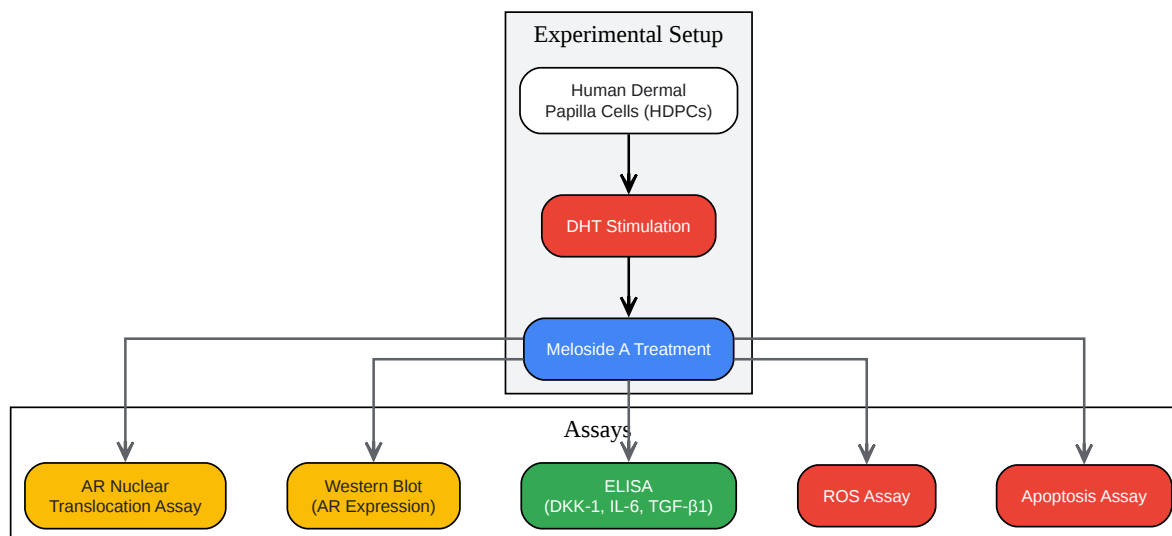 Experimental Setup
Human Dermal
Papilla Cells (HDPCs)
DHT Stimulation
Meloside A Treatment
Assays
AR Nuclear
Translocation Assay
Western Blot
(AR Expression)
ELISA
(DKK-1, IL-6, TGF-β1)
ROS Assay
Apoptosis Assay